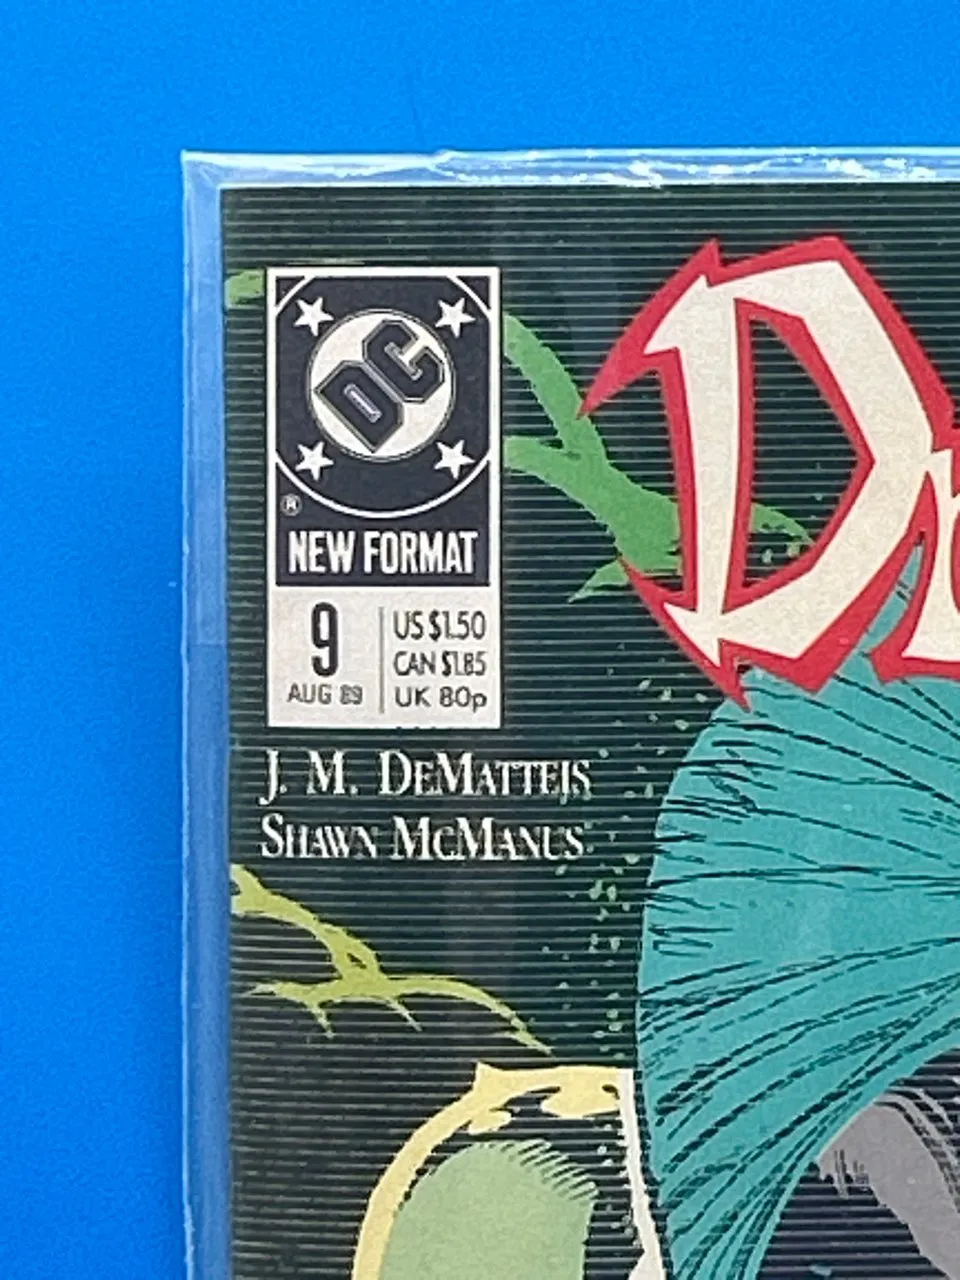 DC
®
NEW FORMAT
9
AUG 89
US $1.50
CAN $1.85
UK 80p
J. M. DEMATTEIS
SHAWN MCMANUS
D